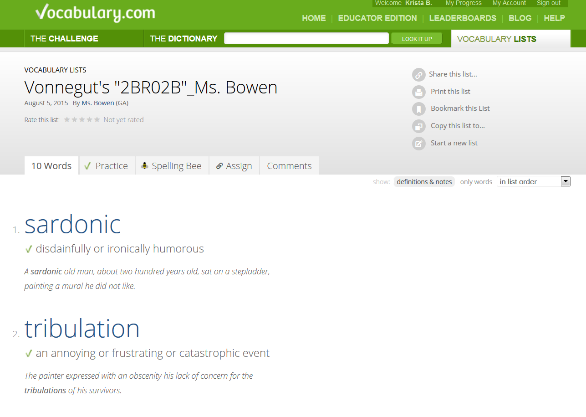 Welcome Krista B. My Progress My Account Sign out
Vocabulary.com
HOME EDUCATOR EDITION LEADERBOARDS BLOG HELP
THE CHALLENGE THE DICTIONARY LOOK IT UP VOCABULARY LISTS
VOCABULARY LISTS
Vonnegut's "2BR02B"_Ms. Bowen
August 5, 2015 By Ms. Bowen (GA)
Rate this list Not yet rated
Share this list...
Print this list
Bookmark this List
Copy this list to...
Start a new list
10 Words Practice Spelling Bee Assign Comments
show: definitions & notes only words in list order
1. sardonic
disdainfully or ironically humorous
A sardonic old man, about two hundred years old, sat on a stepladder,
painting a mural he did not like.
2. tribulation
an annoying or frustrating or catastrophic event
The painter expressed with an obscenity his lack of concern for the
tribulations of his survivors.